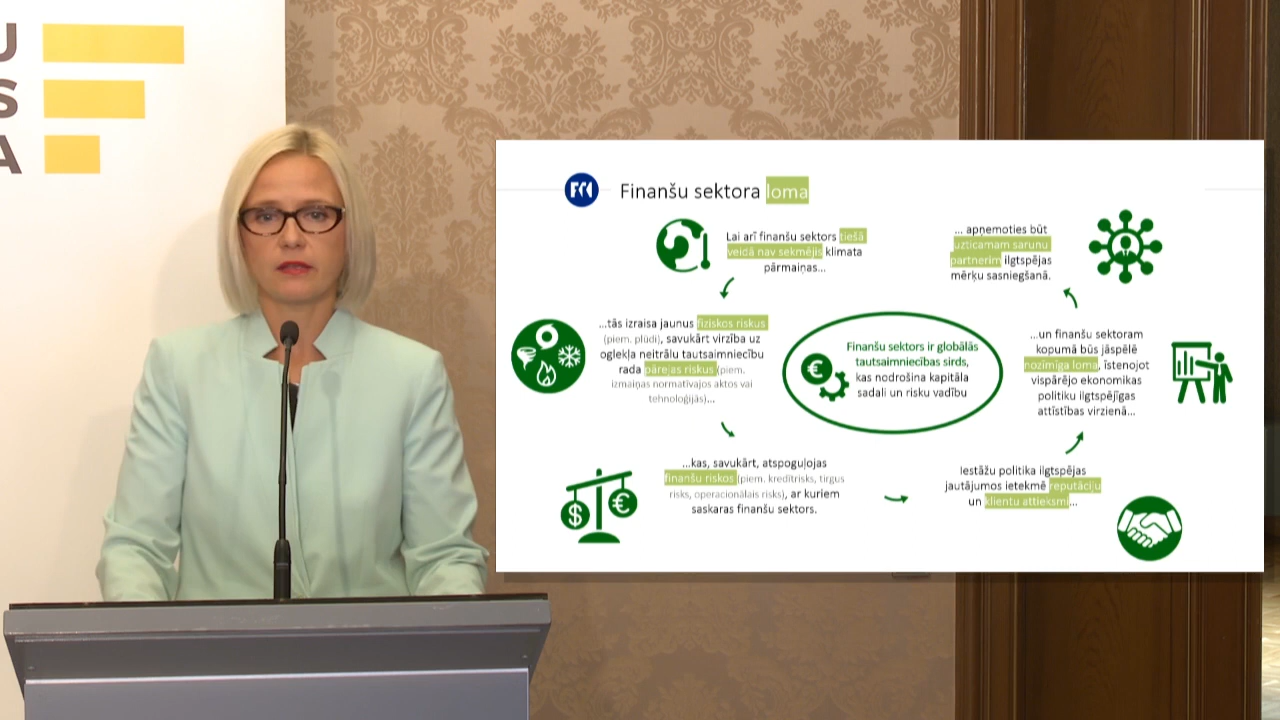 U
S
A
FCI
Finanšu sektora loma
Lai arī finanšu sektors tiešā
veidā nav sekmējis klimata
pārmaiņas...
... apņemoties būt
uzticamam sarunu
partnerim ilgtspējas
mērķu sasniegšanā.
...tās izraisa jaunus fiziskos riskus
(piem. plūdi), savukārt virzība uz
oglekļa neitrālu tautsaimniecību
rada pārejas riskus (piem.
izmaiņas normatīvajos aktos vai
tehnoloģijās)...
Finanšu sektors ir globālās
tautsaimniecības sirds,
kas nodrošina kapitāla
sadali un risku vadību
...un finanšu sektoram
kopumā būs jāspēlē
nozīmīga loma, īstenojot
vispārējo ekonomikas
politiku ilgtspējīgas
attīstības virzienā...
...kas, savukārt, atspoguļojas
finanšu riskos (piem. kredītrisks, tirgus
risks, operacionālais risks), ar kuriem
saskaras finanšu sektors.
Iestāžu politika ilgtspējas
jautājumos ietekmē reputāciju
un klientu attieksmi...